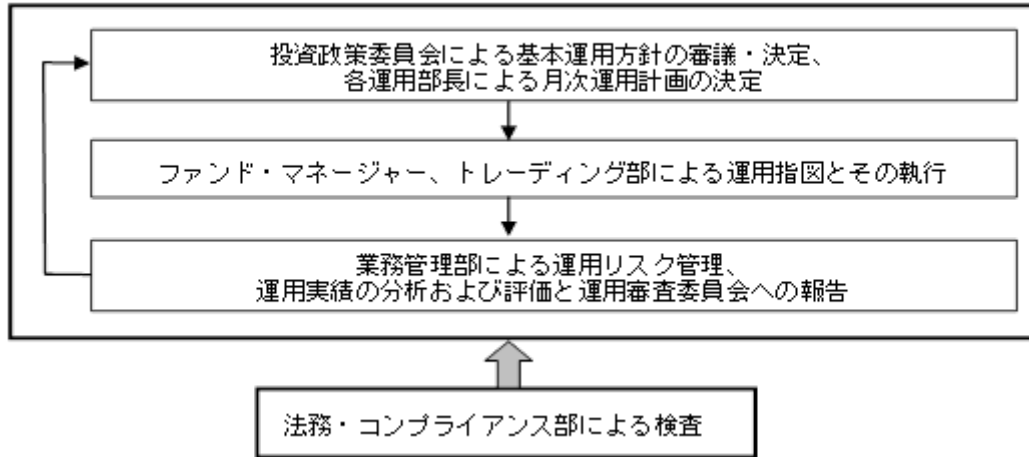 投資政策委員会による基本運用方針の審議・決定、
各運用部長による月次運用計画の決定
ファンド・マネージャー、トレーディング部による運用指図とその執行
業務管理部による運用リスク管理、
運用実績の分析および評価と運用審査委員会への報告
法務・コンプライアンス部による検査